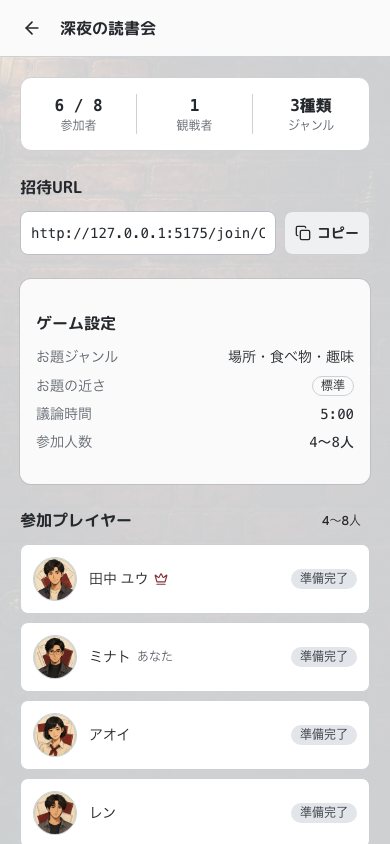 深夜の読書会
6 / 8
参加者
1
観戦者
3種類
ジャンル
招待URL
http://127.0.0.1:5175/join/C
コピー
ゲーム設定
お題ジャンル
場所・食べ物・趣味
お題の近さ
標準
議論時間
5:00
参加人数
4〜8人
参加プレイヤー
4〜8人
田中 ユウ
準備完了
ミナト あなた
準備完了
アオイ
準備完了
レン
準備完了